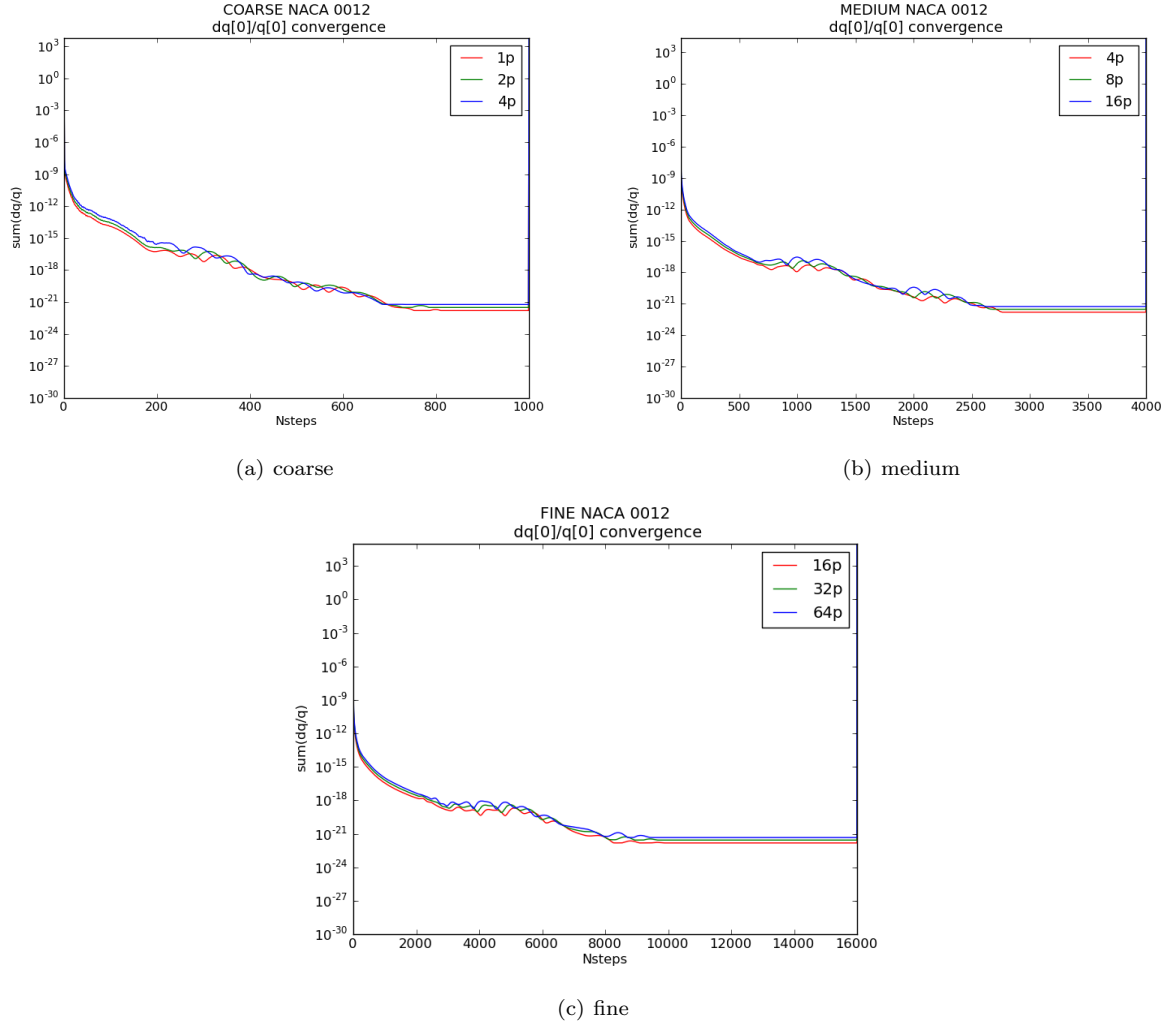 COARSE NACA 0012
dq[0]/q[0] convergence
10^3
10^0
10^-3
10^-6
10^-9
10^-12
10^-15
10^-18
10^-21
10^-24
10^-27
10^-30
sum(dq/q)
1p
2p
4p
0 200 400 600 800 1000
Nsteps
(a) coarse
MEDIUM NACA 0012
dq[0]/q[0] convergence
10^3
10^0
10^-3
10^-6
10^-9
10^-12
10^-15
10^-18
10^-21
10^-24
10^-27
10^-30
sum(dq/q)
4p
8p
16p
0 500 1000 1500 2000 2500 3000 3500 4000
Nsteps
(b) medium
FINE NACA 0012
dq[0]/q[0] convergence
10^3
10^0
10^-3
10^-6
10^-9
10^-12
10^-15
10^-18
10^-21
10^-24
10^-27
10^-30
sum(dq/q)
16p
32p
64p
0 2000 4000 6000 8000 10000 12000 14000 16000
Nsteps
(c) fine